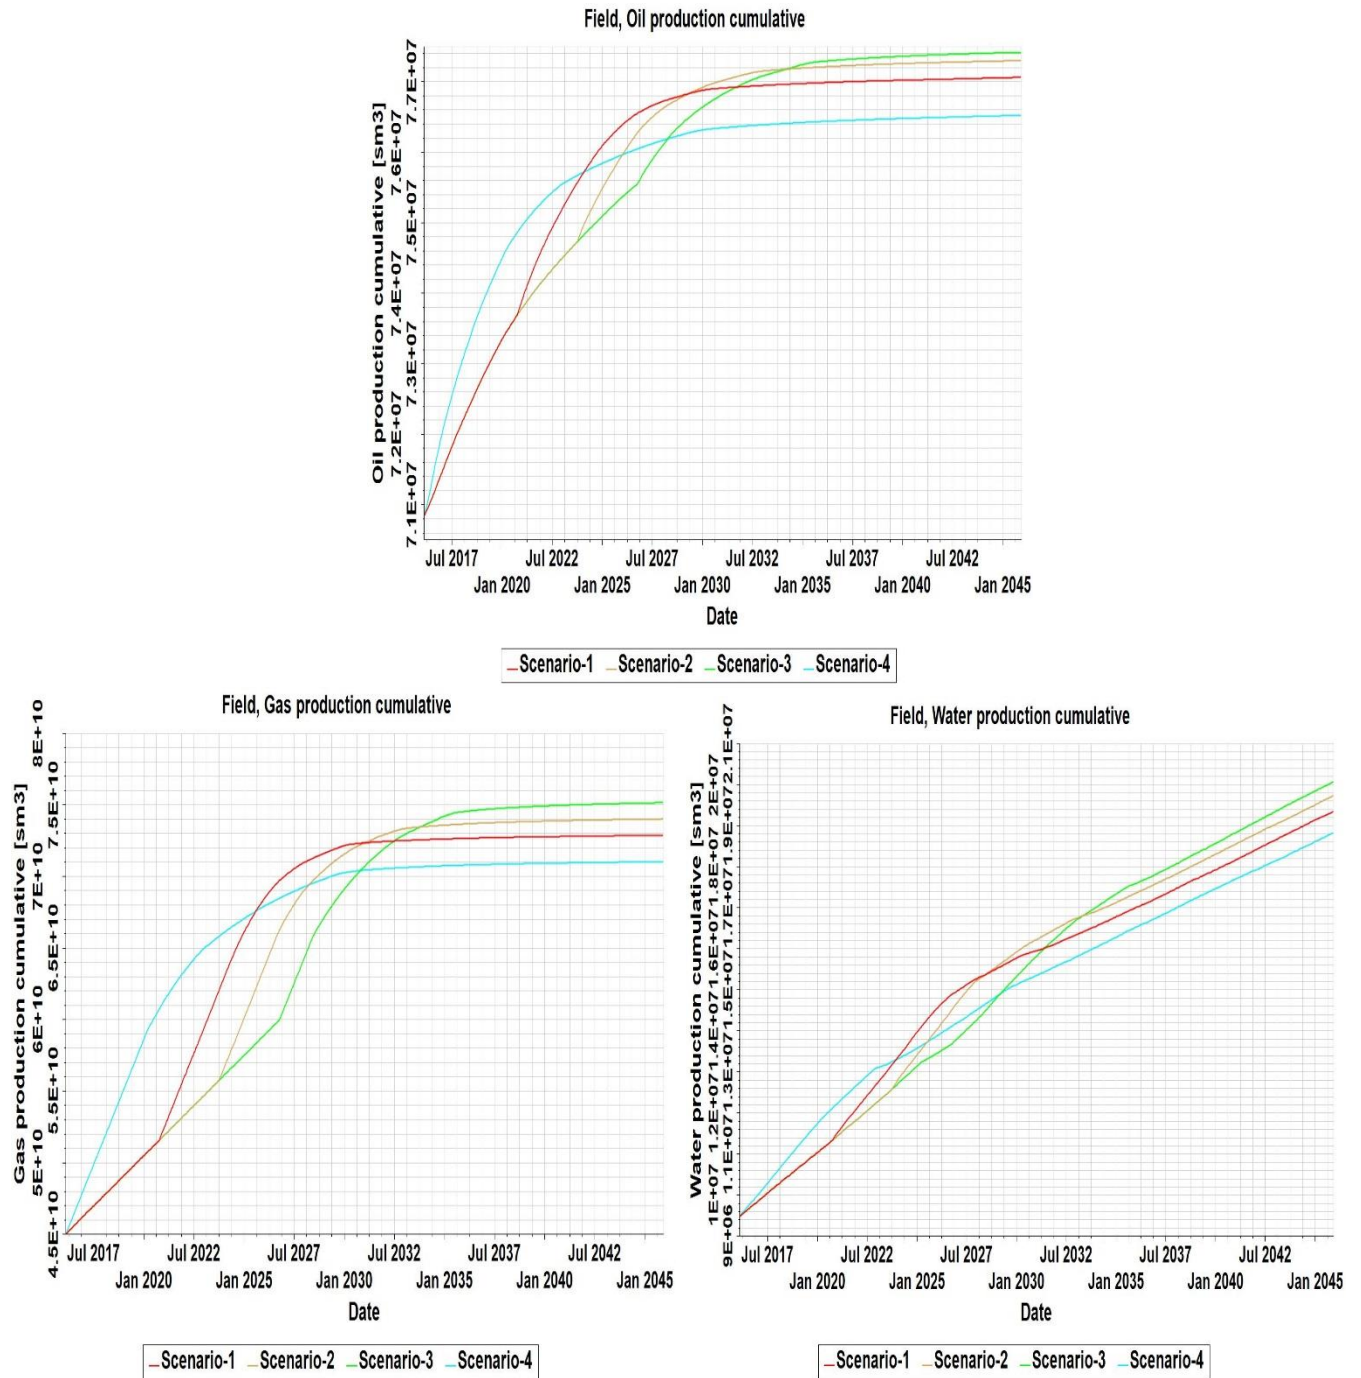 Field, Oil production cumulative
Oil production cumulative [sm3]
7.7E+07
7.6E+07
7.5E+07
7.4E+07
7.3E+07
7.2E+07
7.1E+07
Jul 2017 Jul 2022 Jul 2027 Jul 2032 Jul 2037 Jul 2042
Jan 2020 Jan 2025 Jan 2030 Jan 2035 Jan 2040 Jan 2045
Date
Scenario-1 Scenario-2 Scenario-3 Scenario-4
Field, Gas production cumulative
Gas production cumulative [sm3]
8E+10
7.5E+10
7E+10
6.5E+10
6E+10
5.5E+10
5E+10
4.5E+10
Jul 2017 Jul 2022 Jul 2027 Jul 2032 Jul 2037 Jul 2042
Jan 2020 Jan 2025 Jan 2030 Jan 2035 Jan 2040 Jan 2045
Date
Scenario-1 Scenario-2 Scenario-3 Scenario-4
Field, Water production cumulative
Water production cumulative [sm3]
2.1E+07
2E+07
1.9E+07
1.8E+07
1.7E+07
1.6E+07
1.5E+07
1.4E+07
1.3E+07
1.2E+07
1.1E+07
1E+07
9E+06
Jul 2017 Jul 2022 Jul 2027 Jul 2032 Jul 2037 Jul 2042
Jan 2020 Jan 2025 Jan 2030 Jan 2035 Jan 2040 Jan 2045
Date
Scenario-1 Scenario-2 Scenario-3 Scenario-4